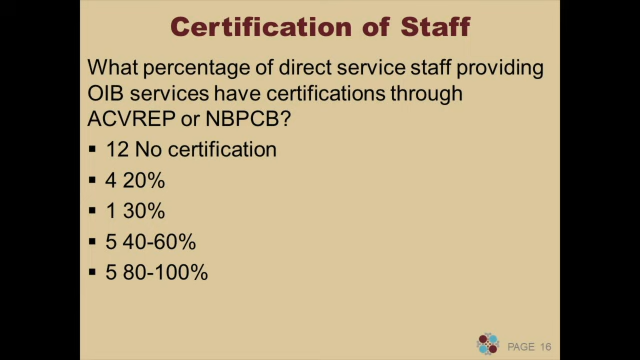 Certification of Staff
What percentage of direct service staff providing
OIB services have certifications through
ACVREP or NBPCB?
▪ 12 No certification
▪ 4 20%
▪ 1 30%
▪ 5 40-60%
▪ 5 80-100%
PAGE 16